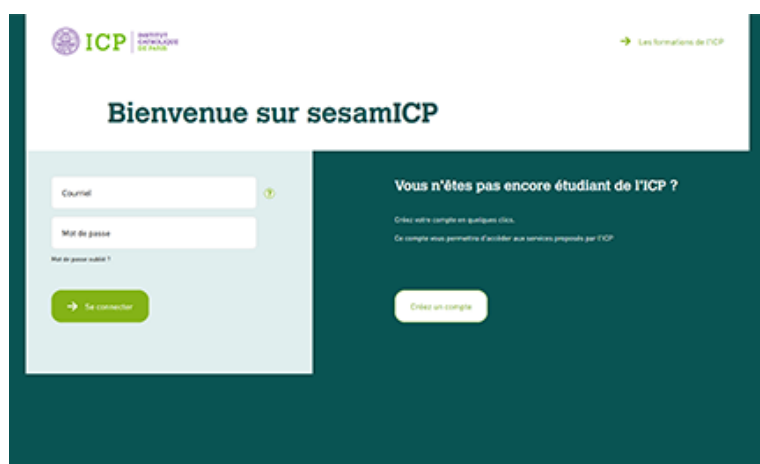 ICP
INSTITUT
CATHOLIQUE
DE PARIS
Les formations de l'ICP
Bienvenue sur sesamICP
Courriel
?
Mot de passe
Mot de passe oublié ?
Se connecter
Vous n'êtes pas encore étudiant de l'ICP ?
Créez votre compte en quelques clics.
Ce compte vous permettra d'accéder aux services proposés par l'ICP
Créez un compte